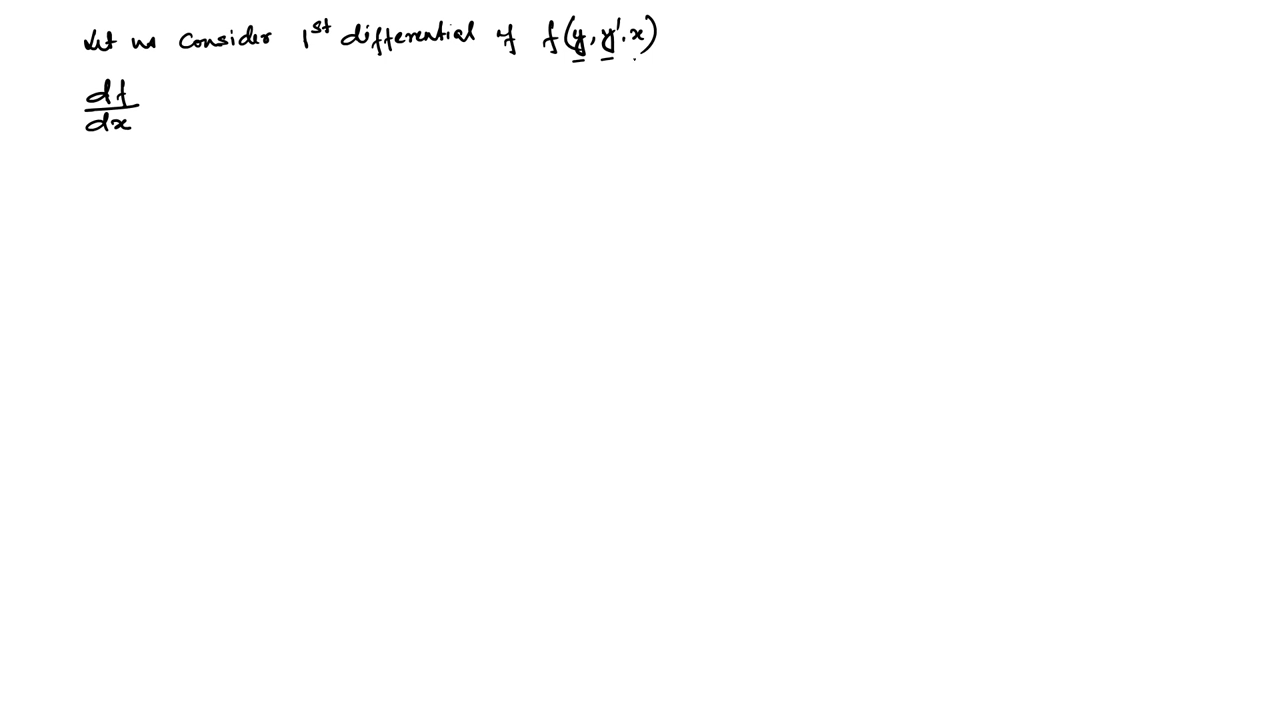 Let us consider 1st differential of f(y, y'. x)
df
dx